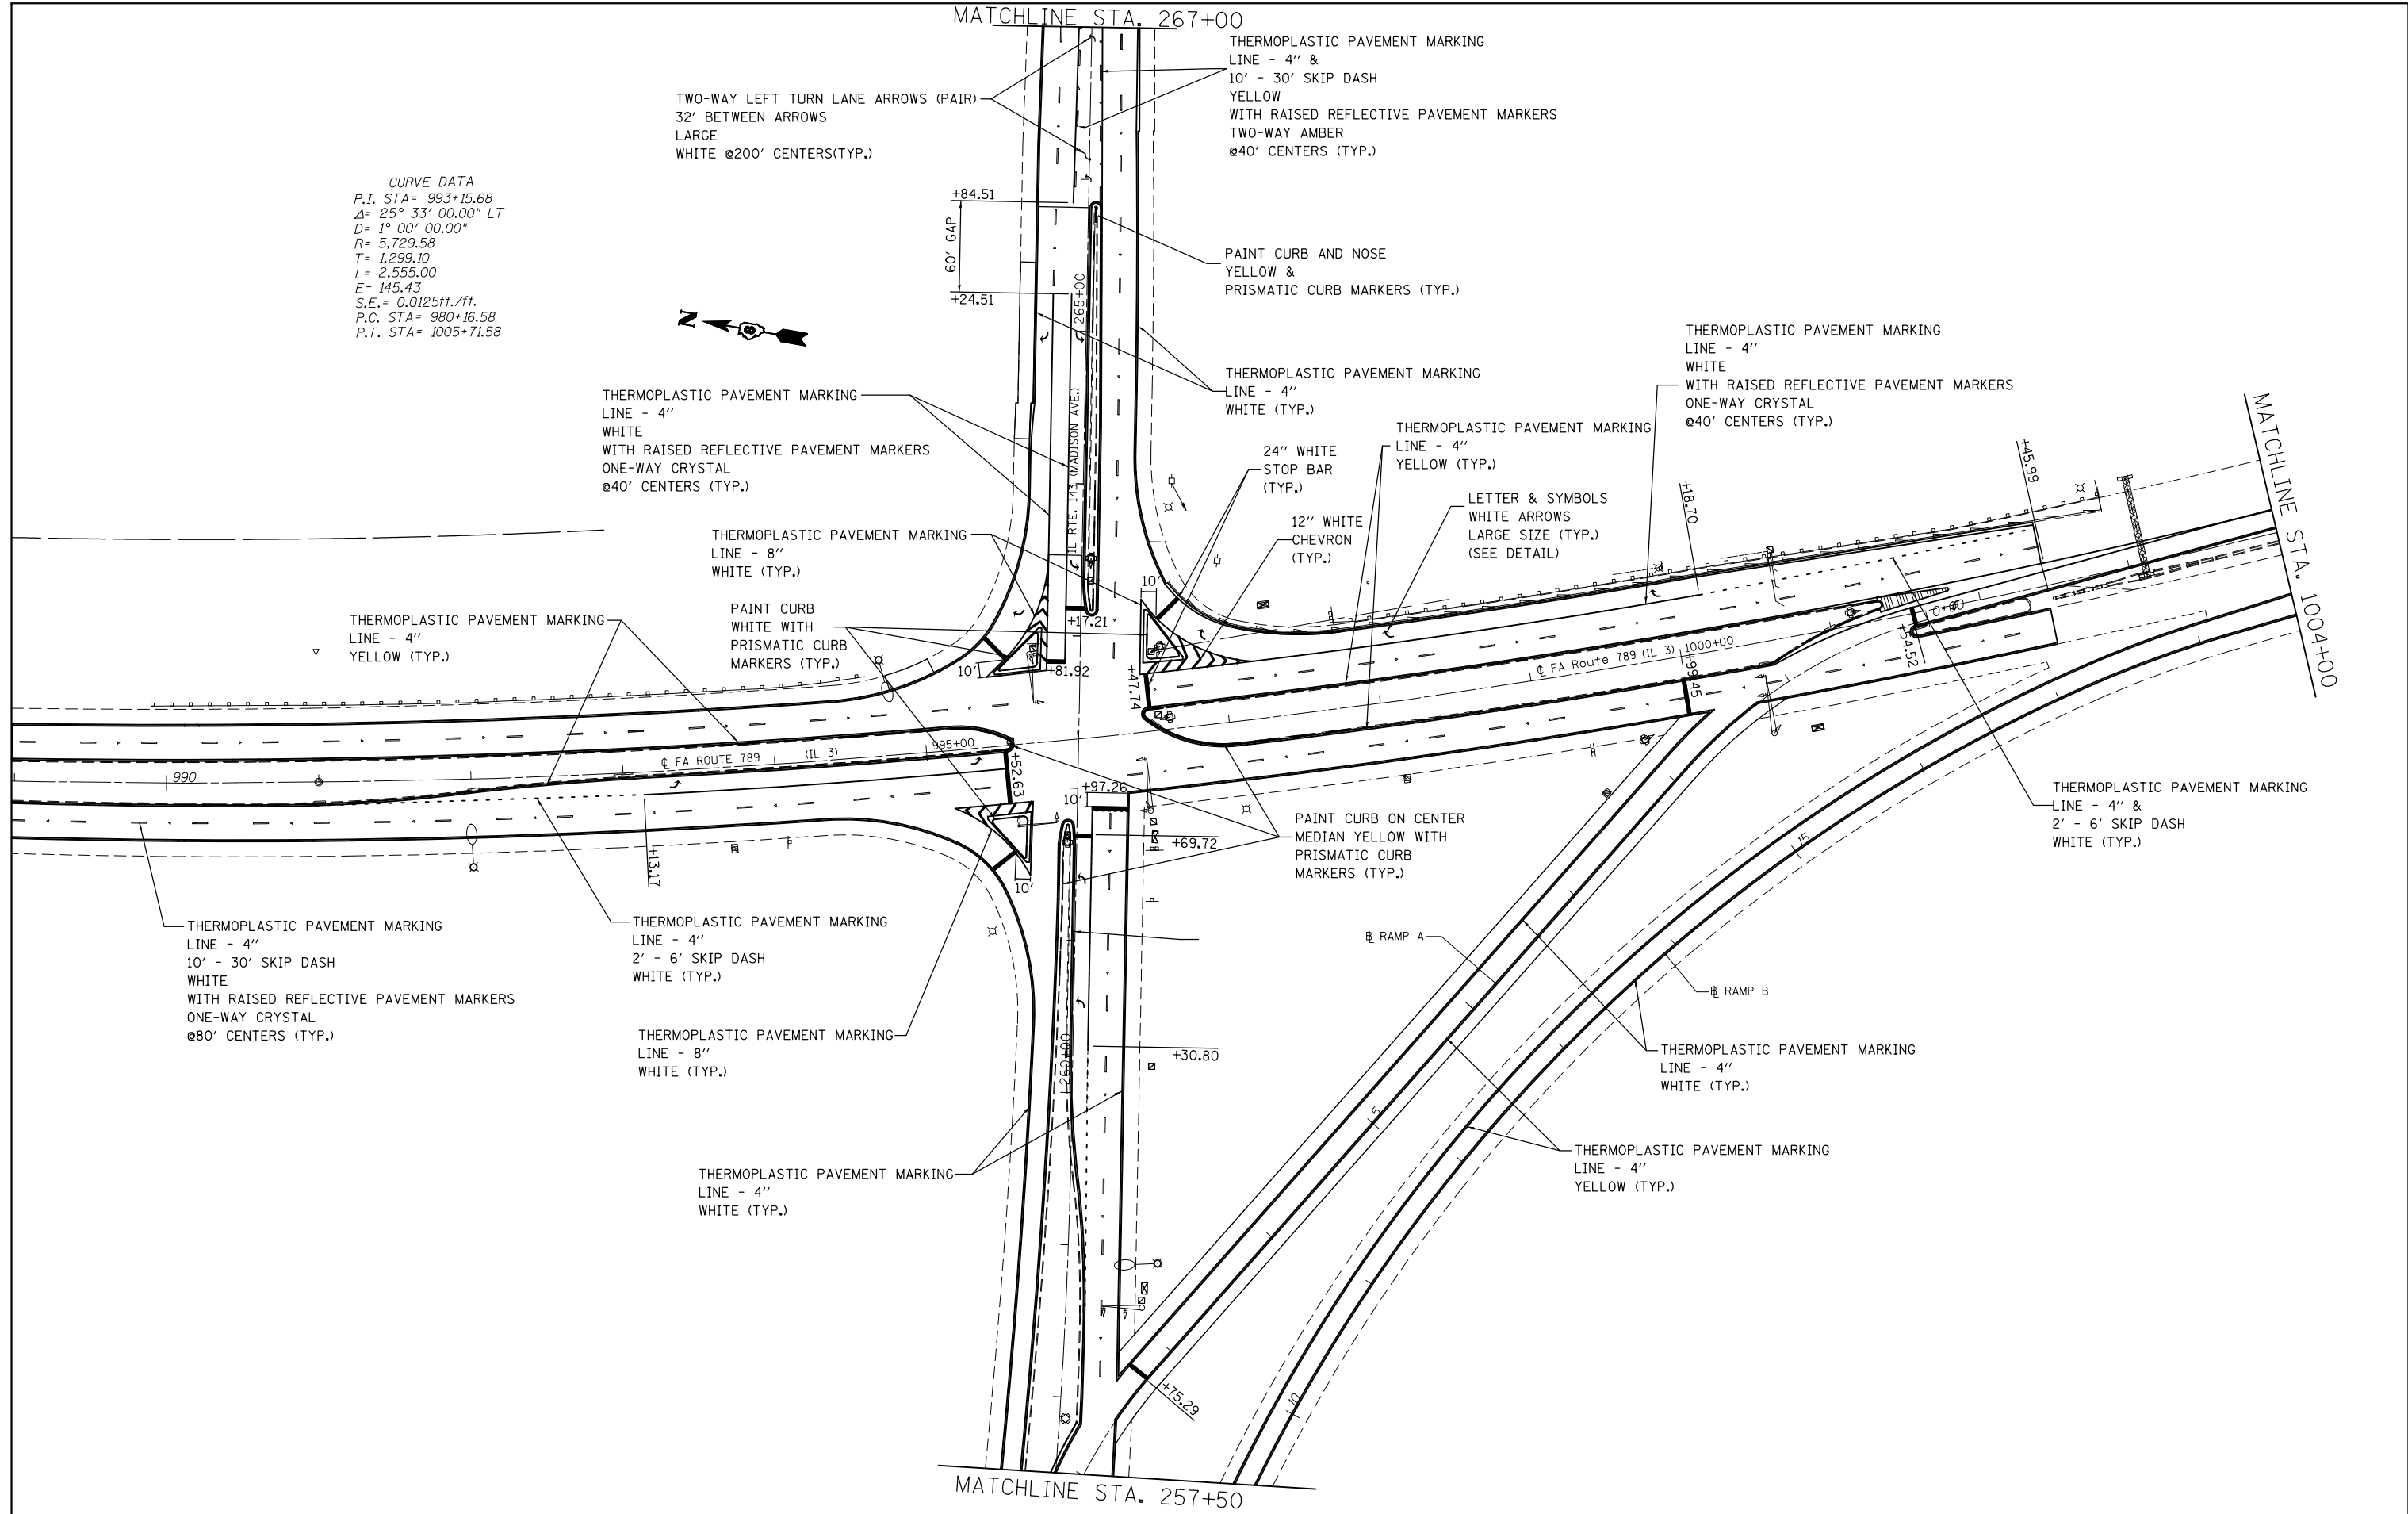 MATCHLINE STA. 267+00
THERMOPLASTIC PAVEMENT MARKING
LINE - 4"  &
10' - 30' SKIP DASH
YELLOW
WITH RAISED REFLECTIVE PAVEMENT MARKERS
TWO-WAY AMBER
@40' CENTERS (TYP.)
TWO-WAY LEFT TURN LANE ARROWS (PAIR)
32' BETWEEN ARROWS
LARGE
WHITE @200' CENTERS(TYP.)
CURVE DATA
P.I. STA= 993+15.68
Δ= 25° 33' 00.00" LT
D= 1° 00' 00.00"
R= 5,729.58
T= 1,299.10
L= 2,555.00
E= 145.43
S.E.= 0.0125ft./ft.
P.C. STA= 980+16.58
P.T. STA= 1005+71.58
+84.51
60' GAP
+24.51
265+00
N
PAINT CURB AND NOSE
YELLOW &
PRISMATIC CURB MARKERS (TYP.)
THERMOPLASTIC PAVEMENT MARKING
LINE - 4"
WHITE (TYP.)
THERMOPLASTIC PAVEMENT MARKING
LINE - 4"
WHITE
WITH RAISED REFLECTIVE PAVEMENT MARKERS
ONE-WAY CRYSTAL
@40' CENTERS (TYP.)
THERMOPLASTIC PAVEMENT MARKING
LINE - 4"
WHITE
WITH RAISED REFLECTIVE PAVEMENT MARKERS
ONE-WAY CRYSTAL
@40' CENTERS (TYP.)
IL RTE. 143 (MADISON AVE.)
THERMOPLASTIC PAVEMENT MARKING
LINE - 4"
YELLOW (TYP.)
24" WHITE
STOP BAR
(TYP.)
LETTER & SYMBOLS
WHITE ARROWS
LARGE SIZE (TYP.)
(SEE DETAIL)
12" WHITE
CHEVRON
(TYP.)
+18.70
+45.99
MATCHLINE STA. 1004+00
THERMOPLASTIC PAVEMENT MARKING
LINE - 8"
WHITE (TYP.)
10'
PAINT CURB
WHITE WITH
PRISMATIC CURB
MARKERS (TYP.)
THERMOPLASTIC PAVEMENT MARKING
LINE - 4"
YELLOW (TYP.)
+17.21
10'
+81.92
+47.74
℄ FA Route 789 (IL 3)
1000+00
+99.45
0+00
+54.52
990
℄ FA ROUTE 789
(IL 3)
995+00
+52.63
+97.26
10'
+69.72
PAINT CURB ON CENTER
MEDIAN YELLOW WITH
PRISMATIC CURB
MARKERS (TYP.)
THERMOPLASTIC PAVEMENT MARKING
LINE - 4" &
2' - 6' SKIP DASH
WHITE (TYP.)
15
+13.17
10'
THERMOPLASTIC PAVEMENT MARKING
LINE - 4"
10' - 30' SKIP DASH
WHITE
WITH RAISED REFLECTIVE PAVEMENT MARKERS
ONE-WAY CRYSTAL
@80' CENTERS (TYP.)
THERMOPLASTIC PAVEMENT MARKING
LINE - 4"
2' - 6' SKIP DASH
WHITE (TYP.)
THERMOPLASTIC PAVEMENT MARKING
LINE - 8"
WHITE (TYP.)
RAMP A
RAMP B
260+00
+30.80
THERMOPLASTIC PAVEMENT MARKING
LINE - 4"
WHITE (TYP.)
5
THERMOPLASTIC PAVEMENT MARKING
LINE - 4"
YELLOW (TYP.)
THERMOPLASTIC PAVEMENT MARKING
LINE - 4"
WHITE (TYP.)
+75.29
10
MATCHLINE STA. 257+50